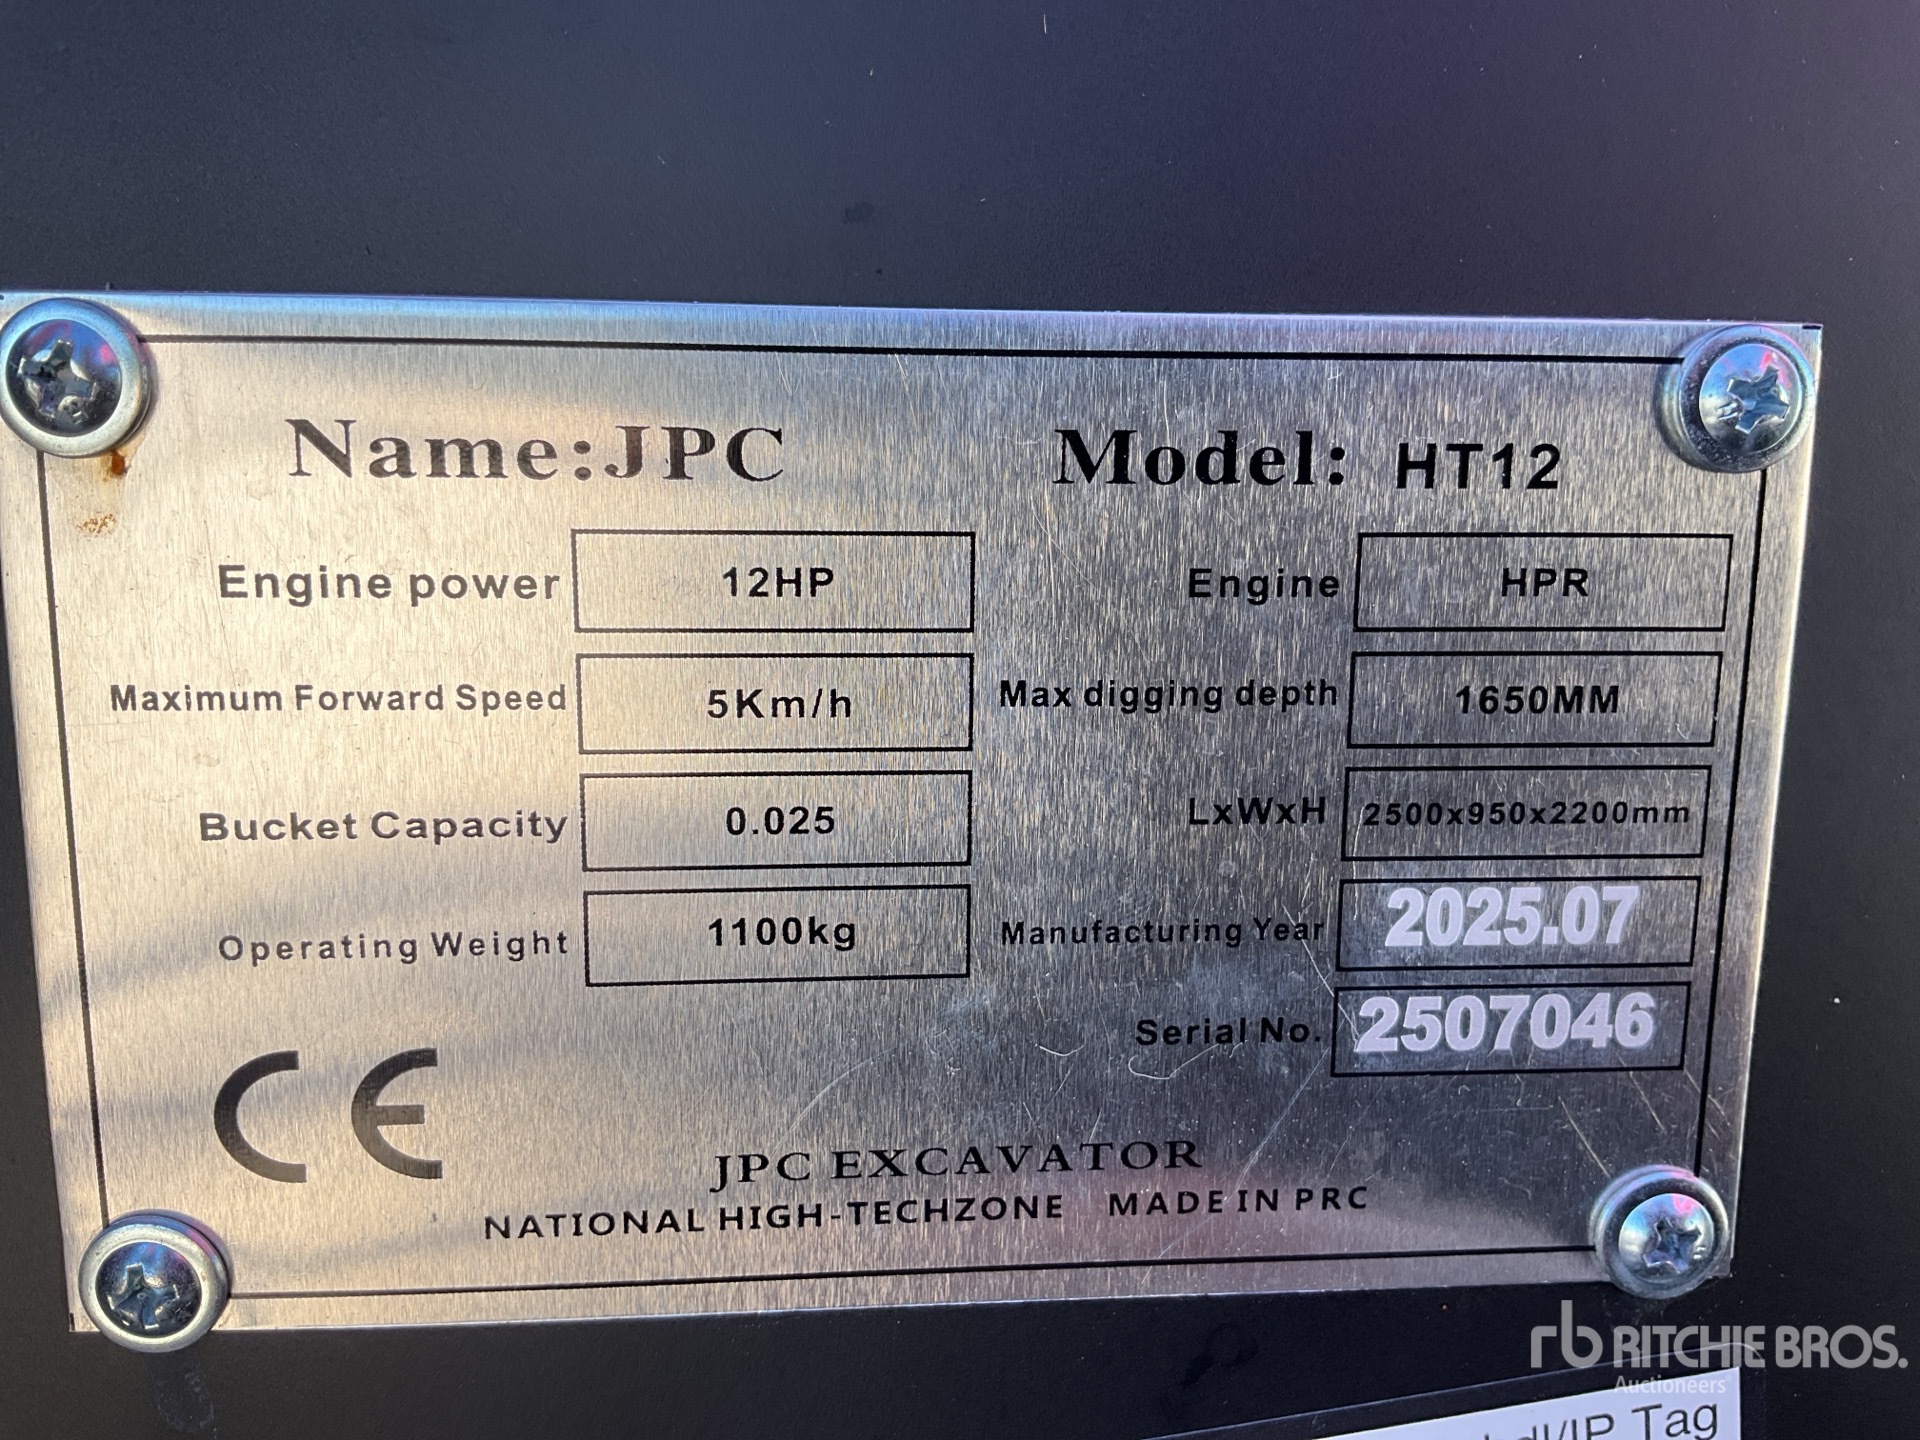 Name:JPC Model: HT12
Engine power 12HP Engine HPR
Maximum Forward Speed 5Km/h Max digging depth 1650MM
Bucket Capacity 0.025 LxWxH 2500x950x2200mm
Operating Weight 1100kg Manufacturing Year 2025.07
Serial No. 2507046
CE
JPC EXCAVATOR
NATIONAL HIGH-TECHZONE MADE IN PRC
rb RITCHIE BROS.
Auctioneers
Tag